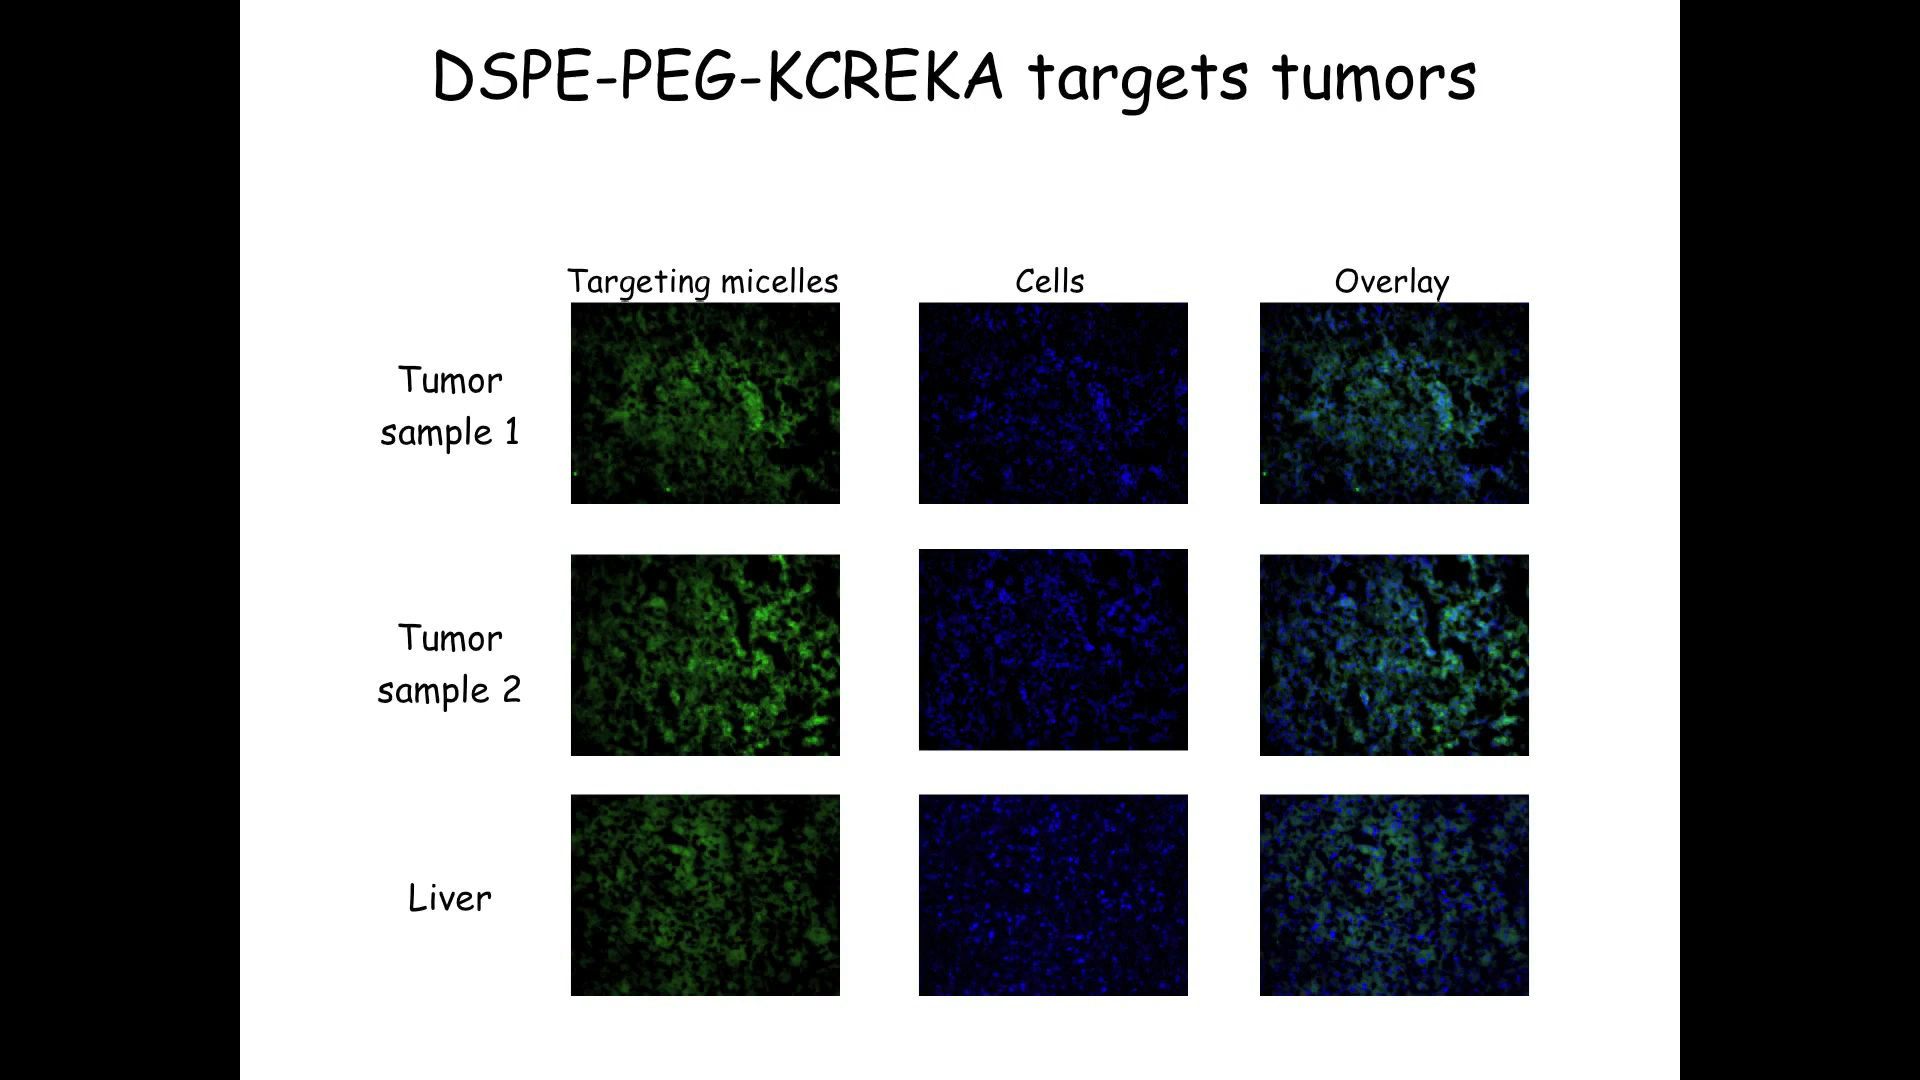 DSPE-PEG-KCREKA targets tumors
Targeting micelles
Cells
Overlay
Tumor
sample 1
Tumor
sample 2
Liver